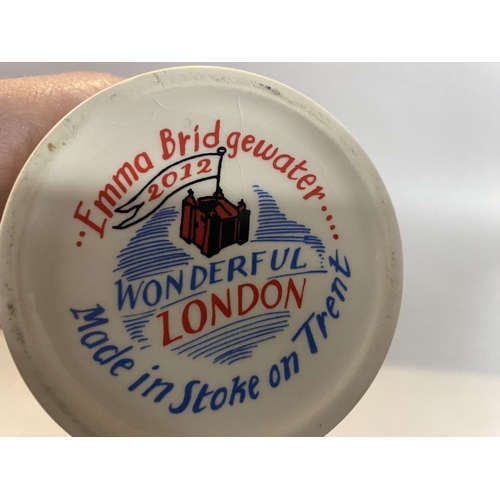 ..Emma Bridgewater....
2012
WONDERFUL
LONDON
Made in Stoke on Trent